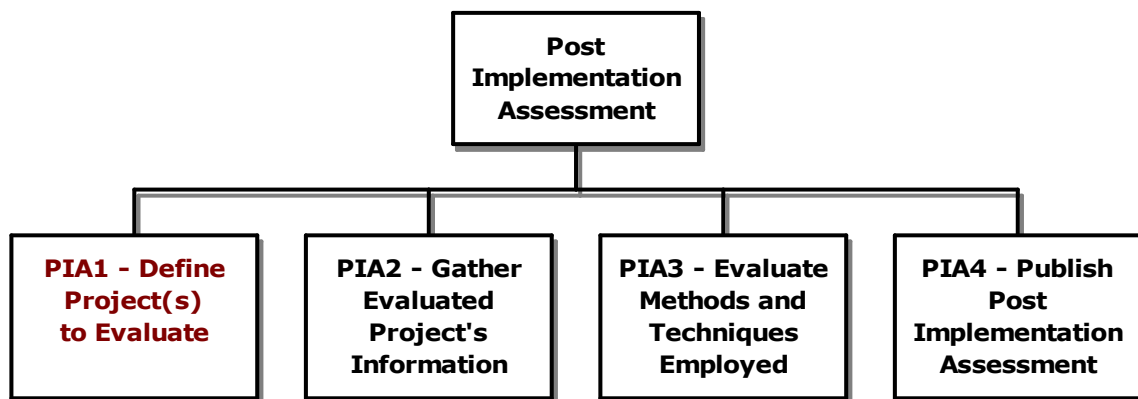 Post
Implementation
Assessment
PIA1 - Define
Project(s)
to Evaluate
PIA2 - Gather
Evaluated
Project's
Information
PIA3 - Evaluate
Methods and
Techniques
Employed
PIA4 - Publish
Post
Implementation
Assessment